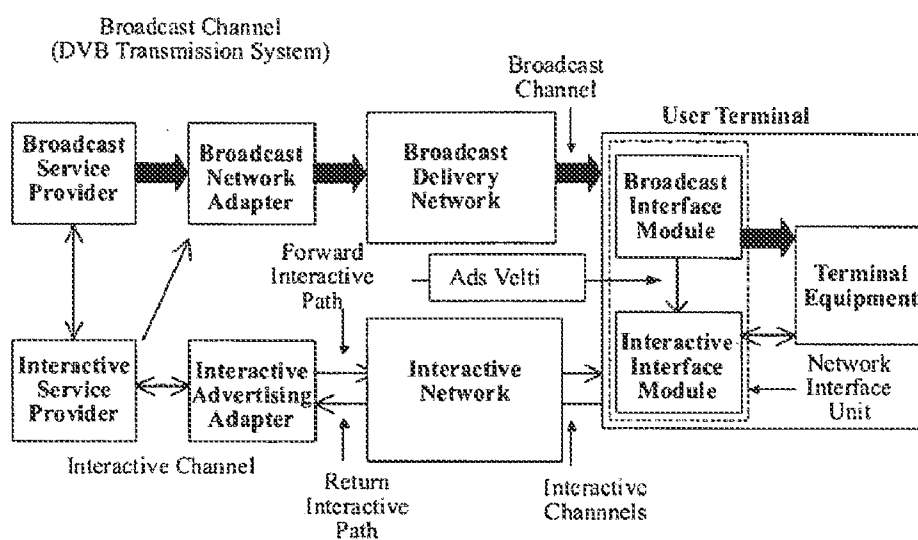 Broadcast Channel
(DVB Transmission System)
Broadcast
Channel
User Terminal
Broadcast
Service
Provider
Broadcast
Network
Adapter
Broadcast
Delivery
Network
Broadcast
Interface
Module
Forward
Interactive
Path
Ads Velti
Terminal
Equipment
Interactive
Service
Provider
Interactive
Advertising
Adapter
Interactive
Network
Interactive
Interface
Module
Network
Interface
Unit
Interactive Channel
Return
Interactive
Path
Interactive
Channnels